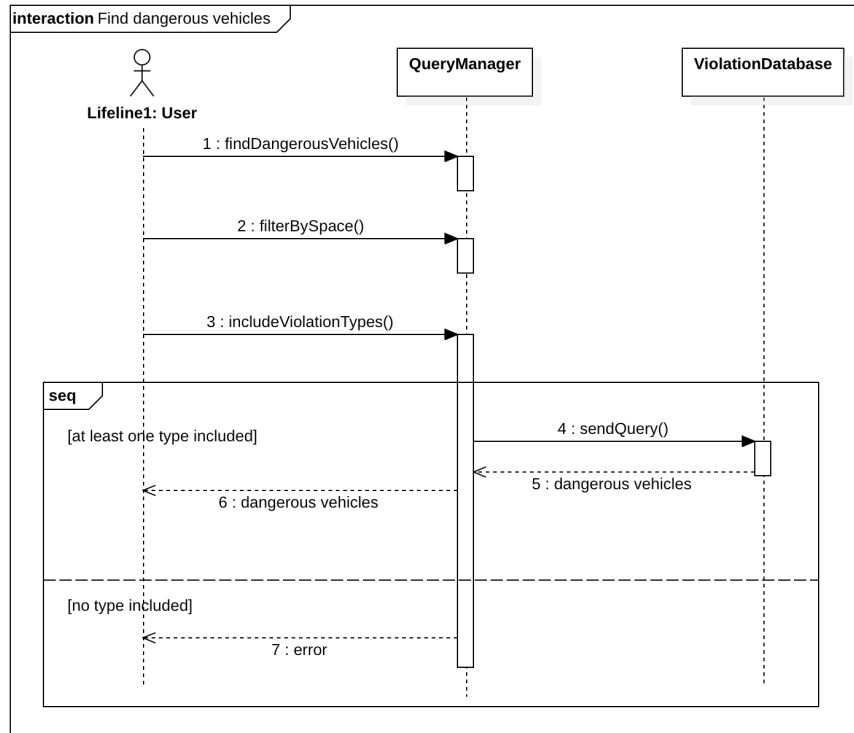 interaction Find dangerous vehicles
QueryManager
ViolationDatabase
Lifeline1: User
1 : findDangerousVehicles()
2 : filterBySpace()
3 : includeViolationTypes()
seq
[at least one type included]
4 : sendQuery()
5 : dangerous vehicles
6 : dangerous vehicles
[no type included]
7 : error